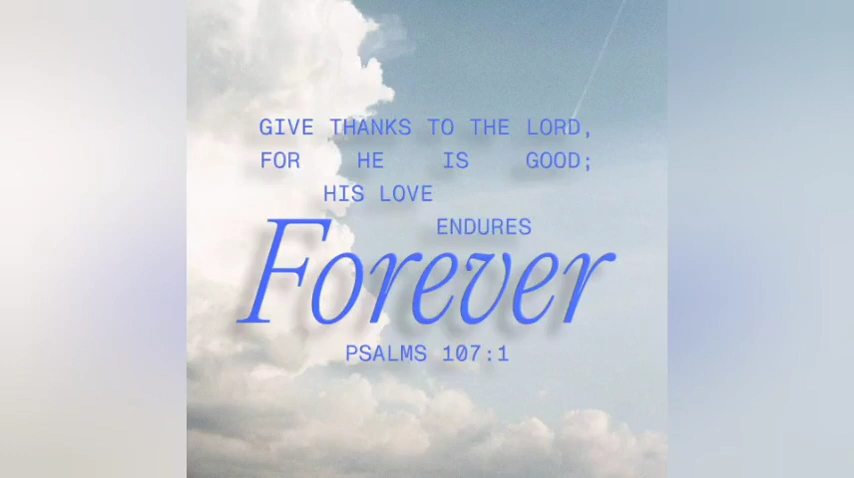 GIVE THANKS TO THE LORD,
FOR HE IS GOOD;
HIS LOVE
ENDURES
Forever
PSALMS 107:1